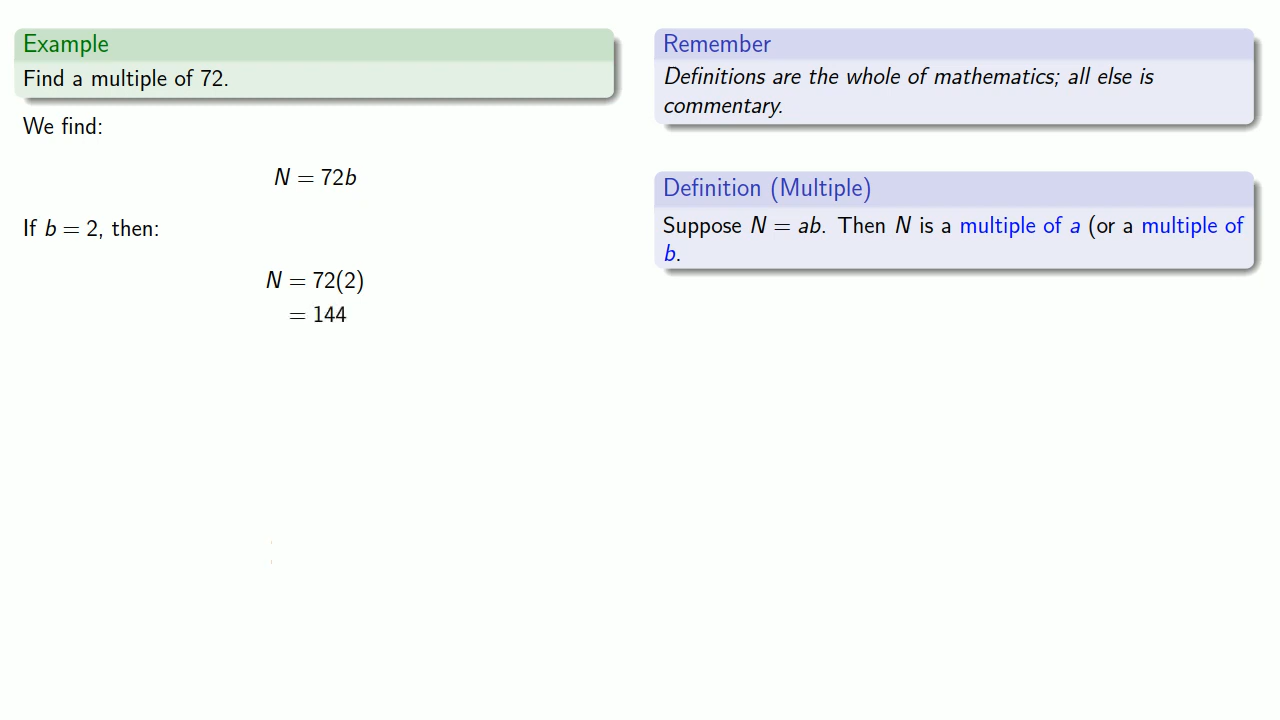 Example
Find a multiple of 72.
We find:
N = 72b
If b = 2, then:
N = 72(2)
= 144
Remember
Definitions are the whole of mathematics; all else is
commentary.
Definition (Multiple)
Suppose N = ab. Then N is a multiple of a (or a multiple of
b.